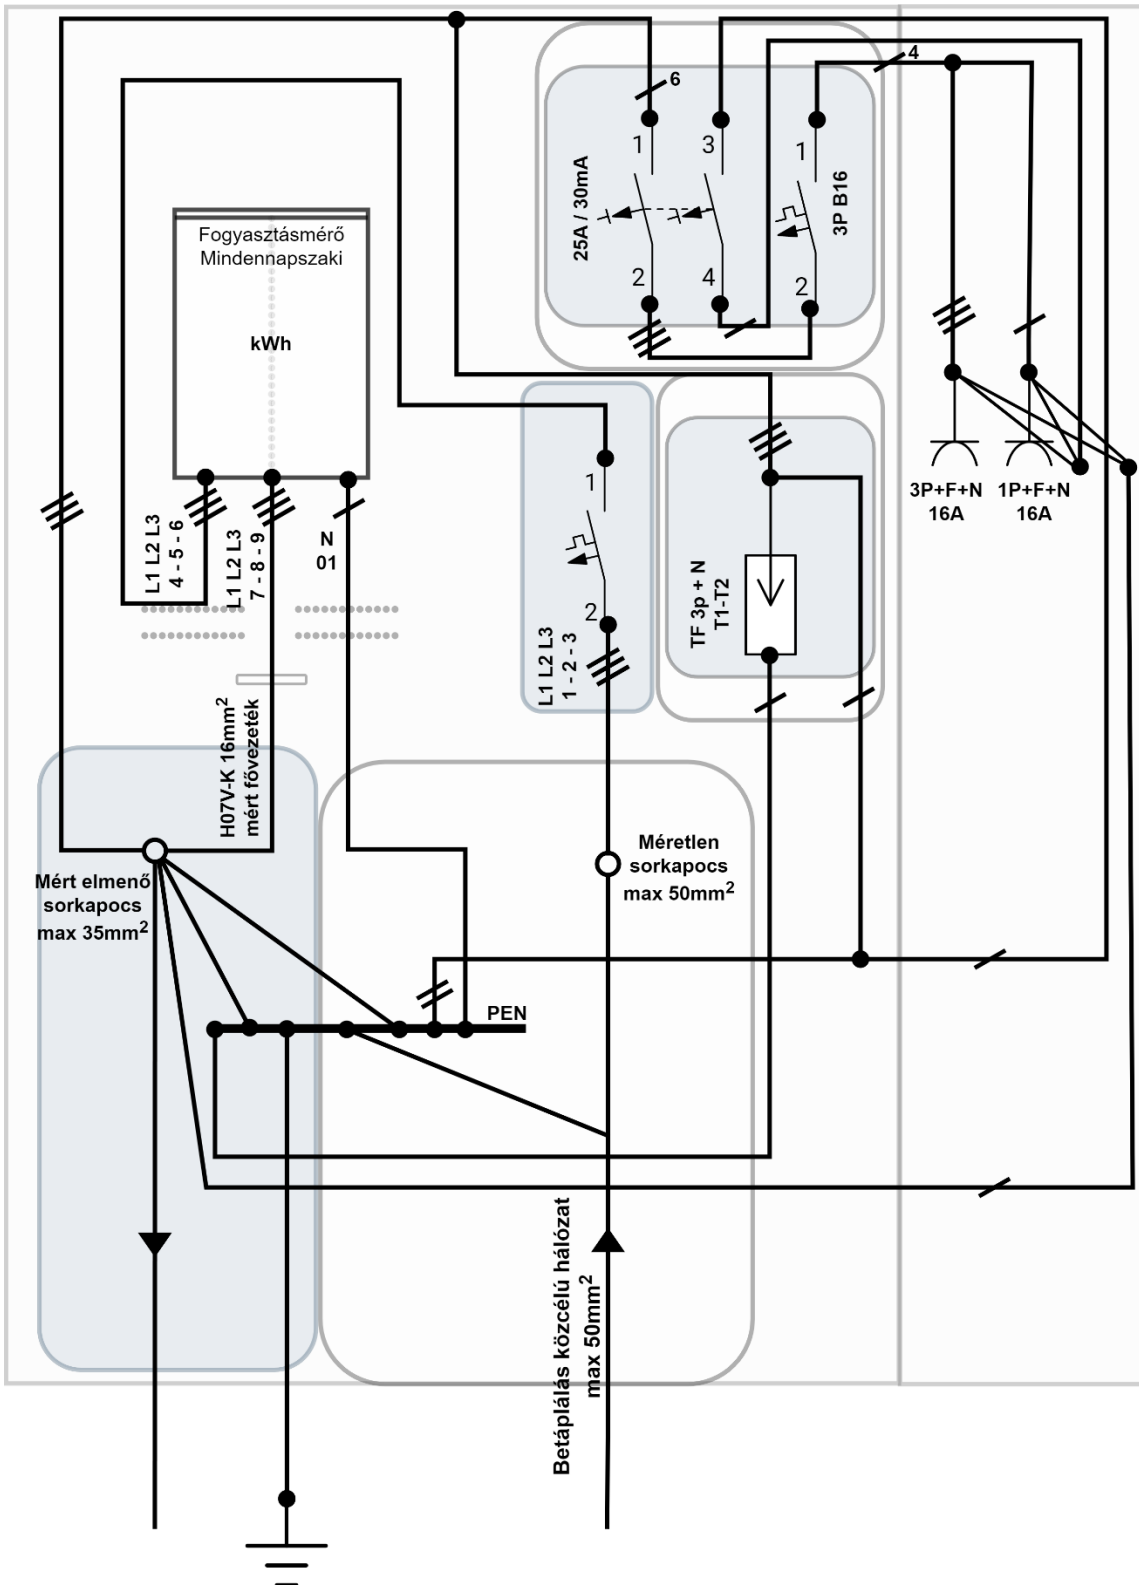 4
6
1
3
1
25A / 30mA
3P B16
2
4
2
Fogyasztásmérő
Mindennapszaki
kWh
L1 L2 L3
4 - 5 - 6
L1 L2 L3
7 - 8 - 9
N
01
1
2
L1 L2 L3
1 - 2 - 3
TF 3p + N
T1-T2
3P+F+N
16A
1P+F+N
16A
H07V-K 16mm²
mért fővezeték
Mért elmenő
sorkapocs
max 35mm²
Méretlen
sorkapocs
max 50mm²
PEN
Betáplálás közcélú hálózat
max 50mm²